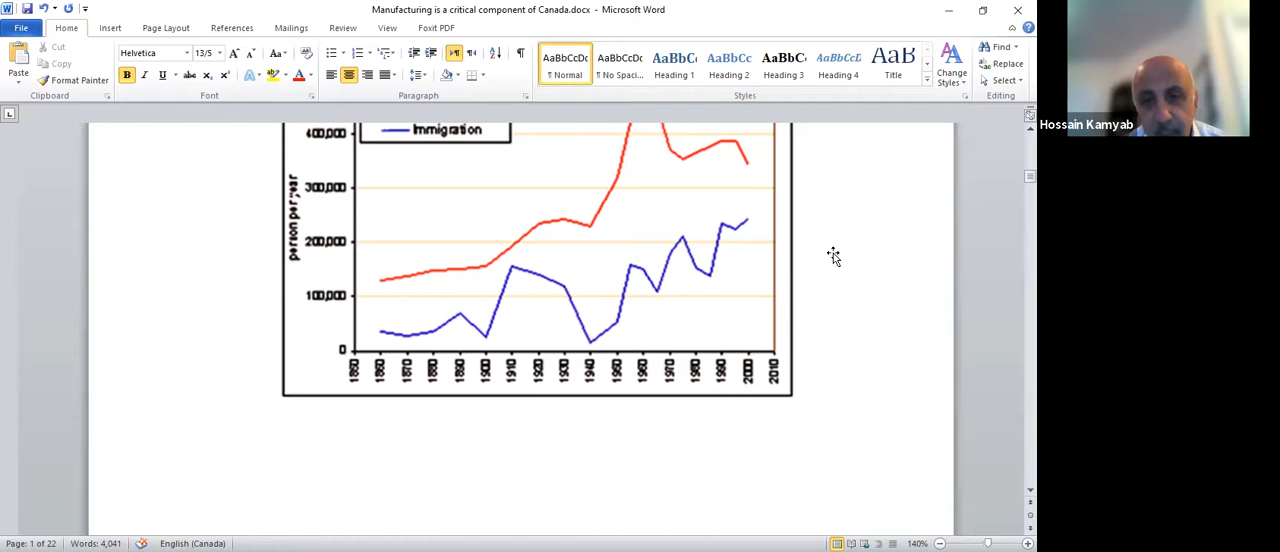 Manufacturing is a critical component of Canada.docx - Microsoft Word
File Home Insert Page Layout References Mailings Review View Foxit PDF
Paste
Cut
Copy
Format Painter
Clipboard
Helvetica 13/5
B I U abc X₂ X² A
Font
Paragraph
AaBbCcDc AaBbCcDc AaBbC AaBbCc AaBbC AaBbCcD AaB
¶ Normal ¶ No Spaci... Heading 1 Heading 2 Heading 3 Heading 4 Title
Change
Styles
Styles
Find
Replace
Select
Editing
Hossain Kamyab
Immigration
person per year
400,000
300,000
200,000
100,000
0
1850 1860 1870 1880 1890 1900 1910 1920 1930 1940 1950 1960 1970 1980 1990 2000 2010
Page: 1 of 22 Words: 4,041 English (Canada) 140%